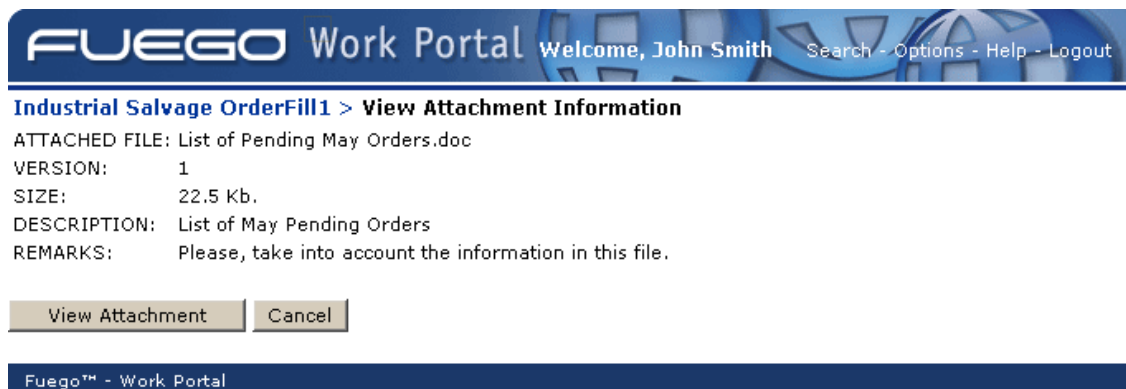 FUEGO Work Portal Welcome, John Smith Search - Options - Help - Logout
Industrial Salvage OrderFill1 > View Attachment Information
ATTACHED FILE: List of Pending May Orders.doc
VERSION: 1
SIZE: 22.5 Kb.
DESCRIPTION: List of May Pending Orders
REMARKS: Please, take into account the information in this file.
View Attachment Cancel
Fuego™ - Work Portal